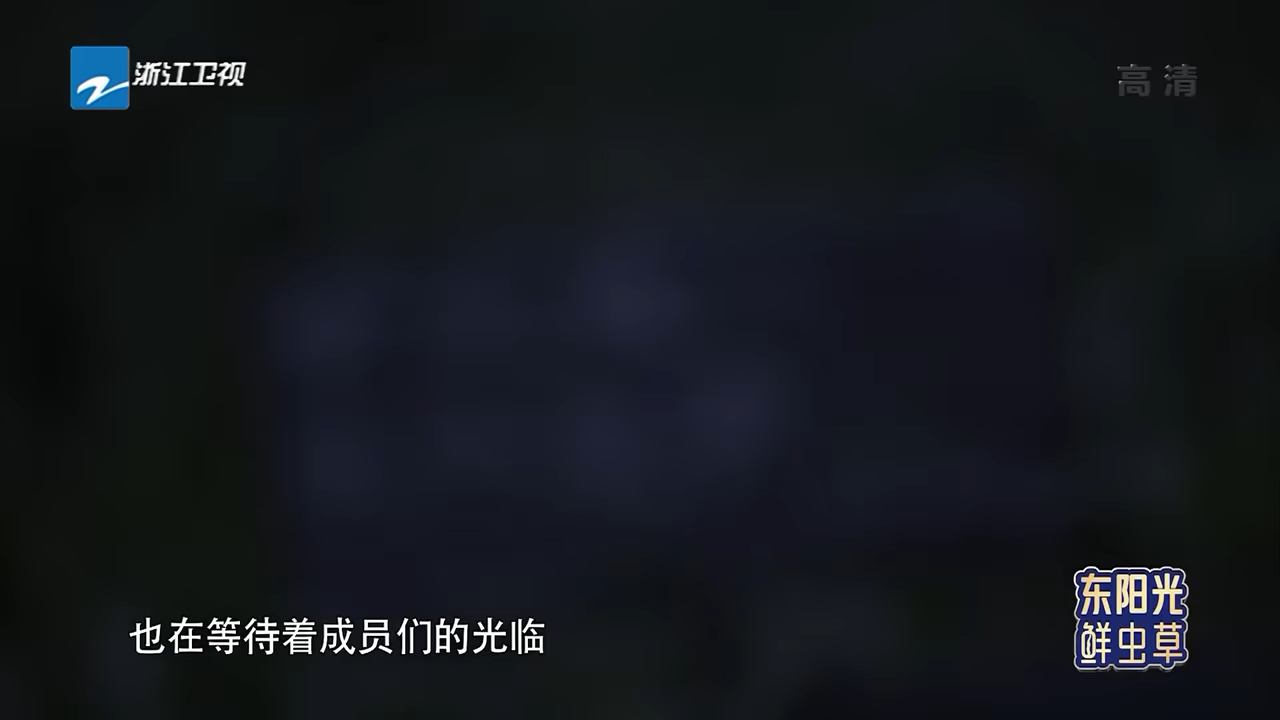 浙江卫视
高清
也在等待着成员们的光临
东阳光
鲜虫草